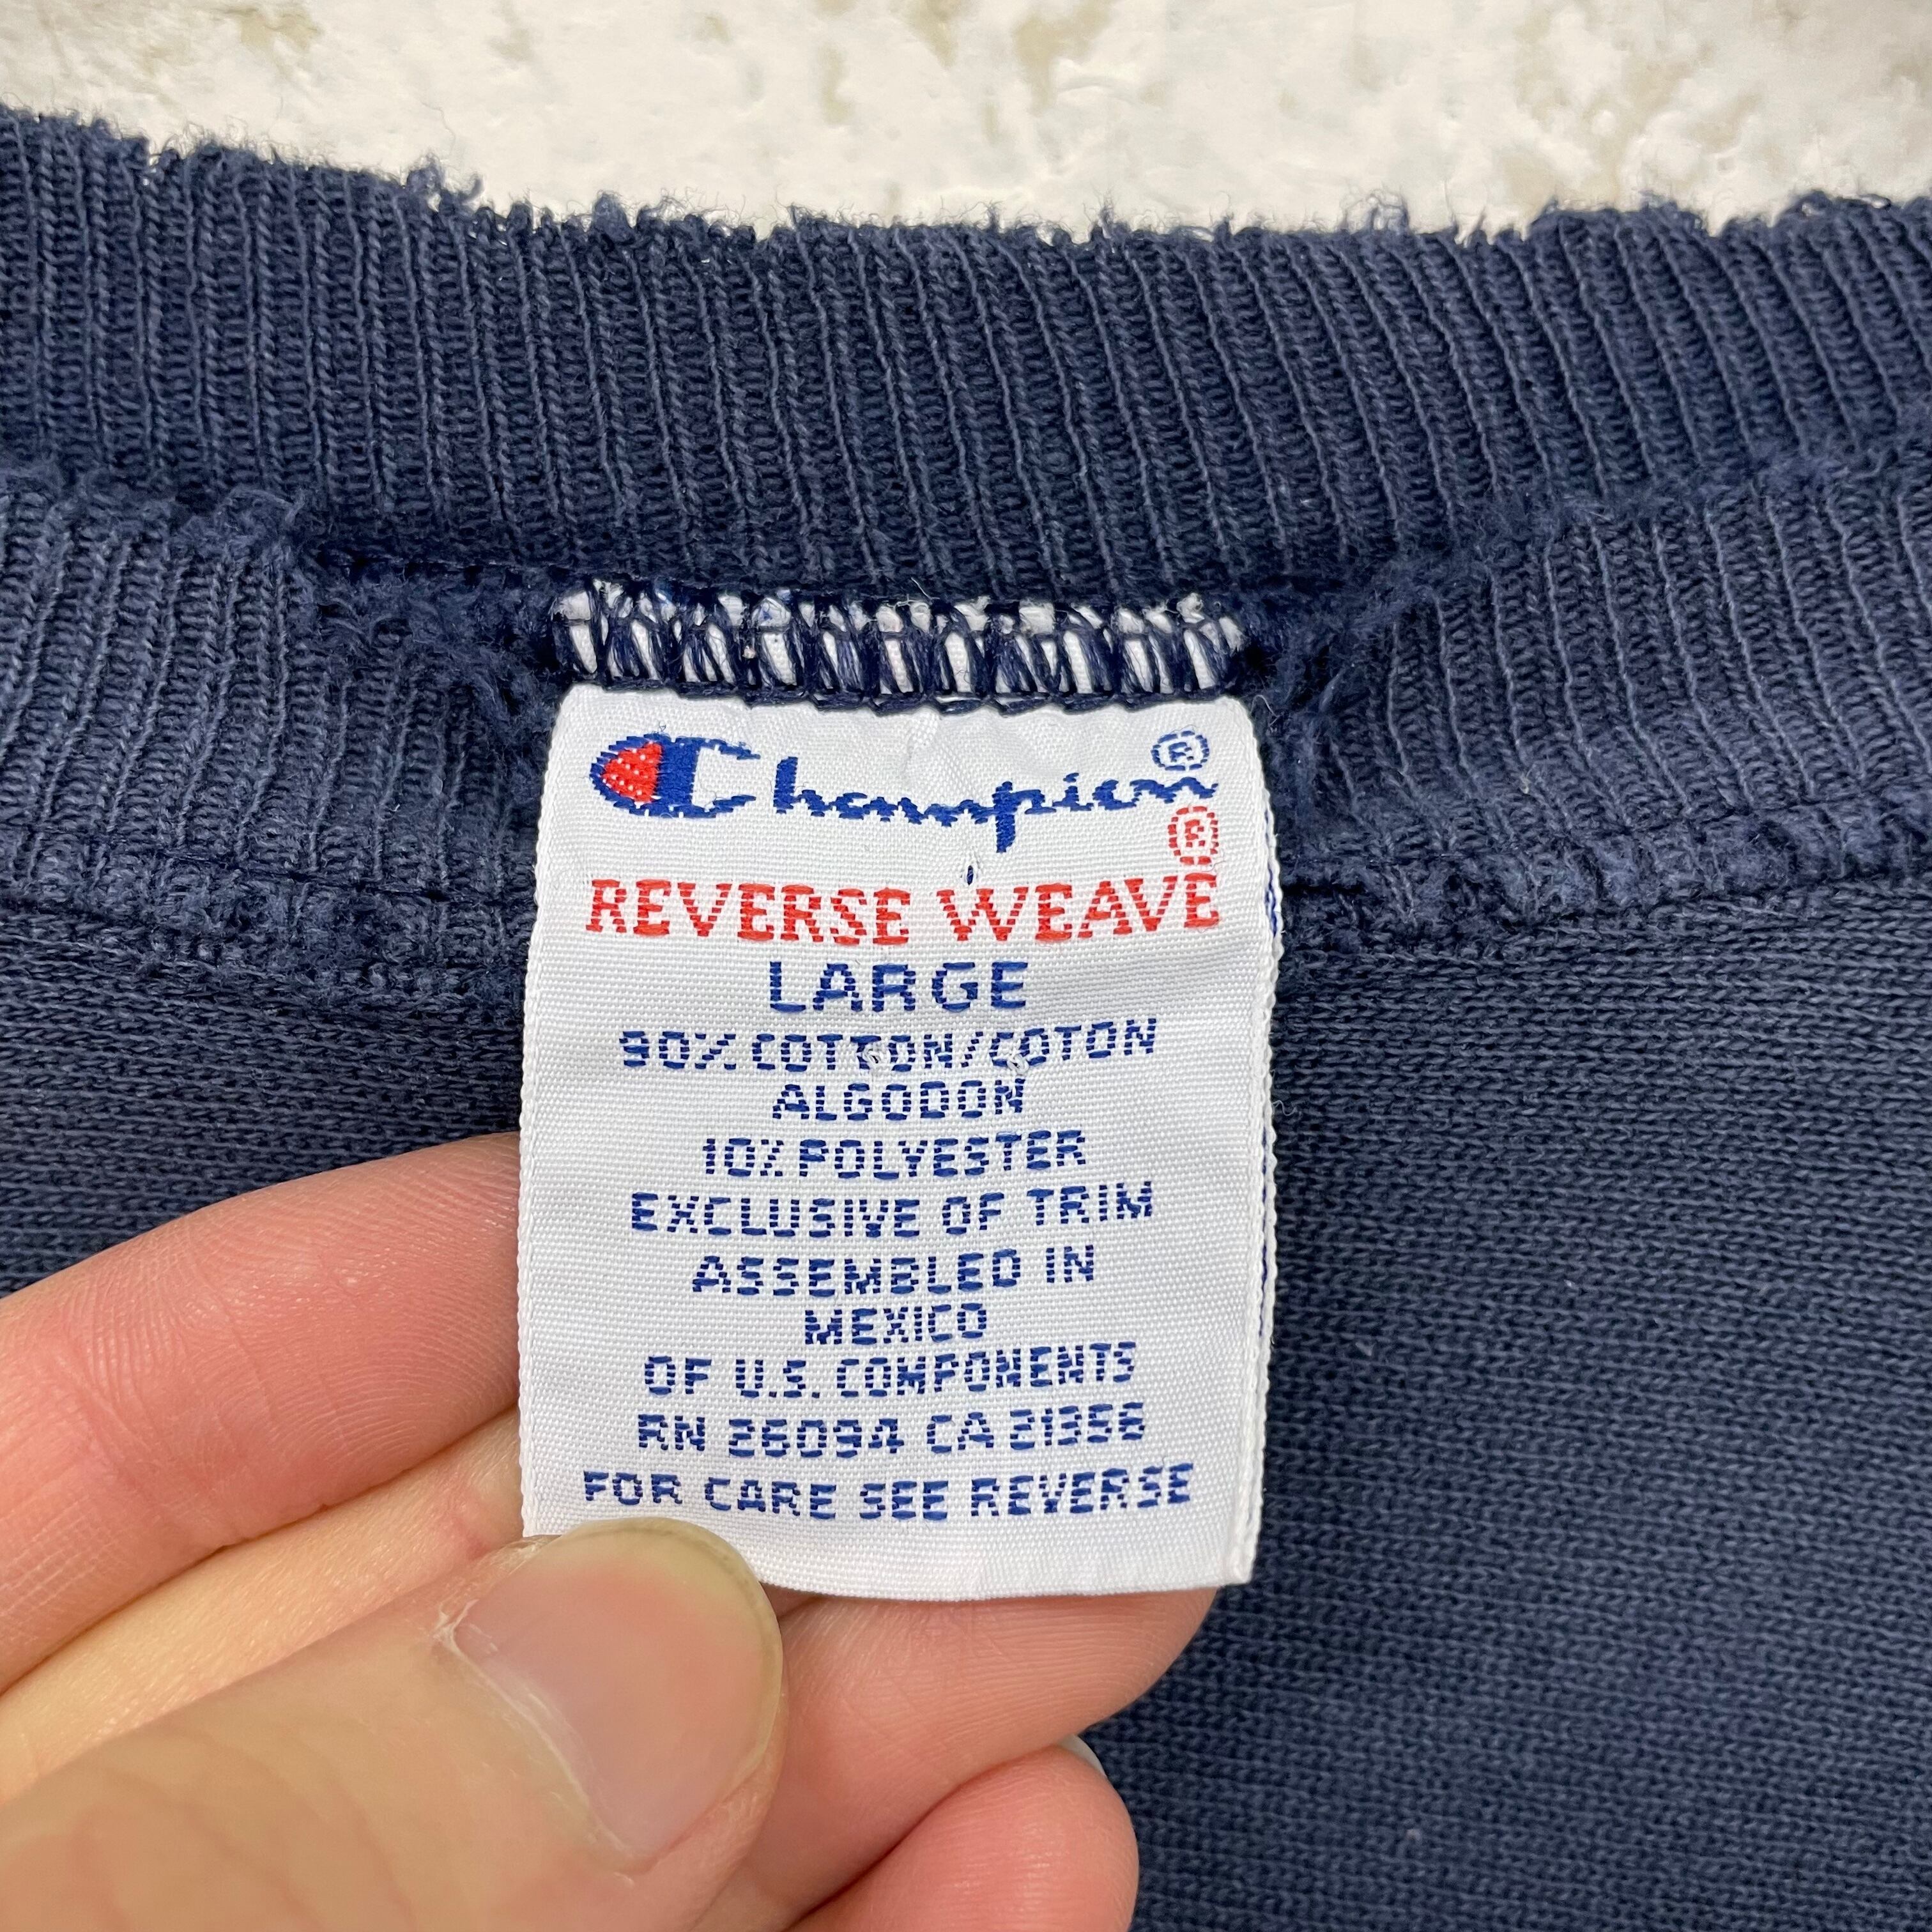 Champion®
®
REVERSE WEAVE
LARGE
90% COTTON/COTON
ALGODON
10% POLYESTER
EXCLUSIVE OF TRIM
ASSEMBLED IN
MEXICO
OF U.S. COMPONENTS
RN 26094 CA 21356
FOR CARE SEE REVERSE